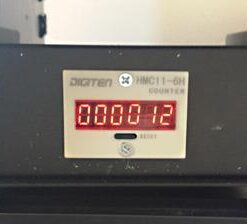 DIGITEN HMC11-6H
COUNTER
000012
RESET